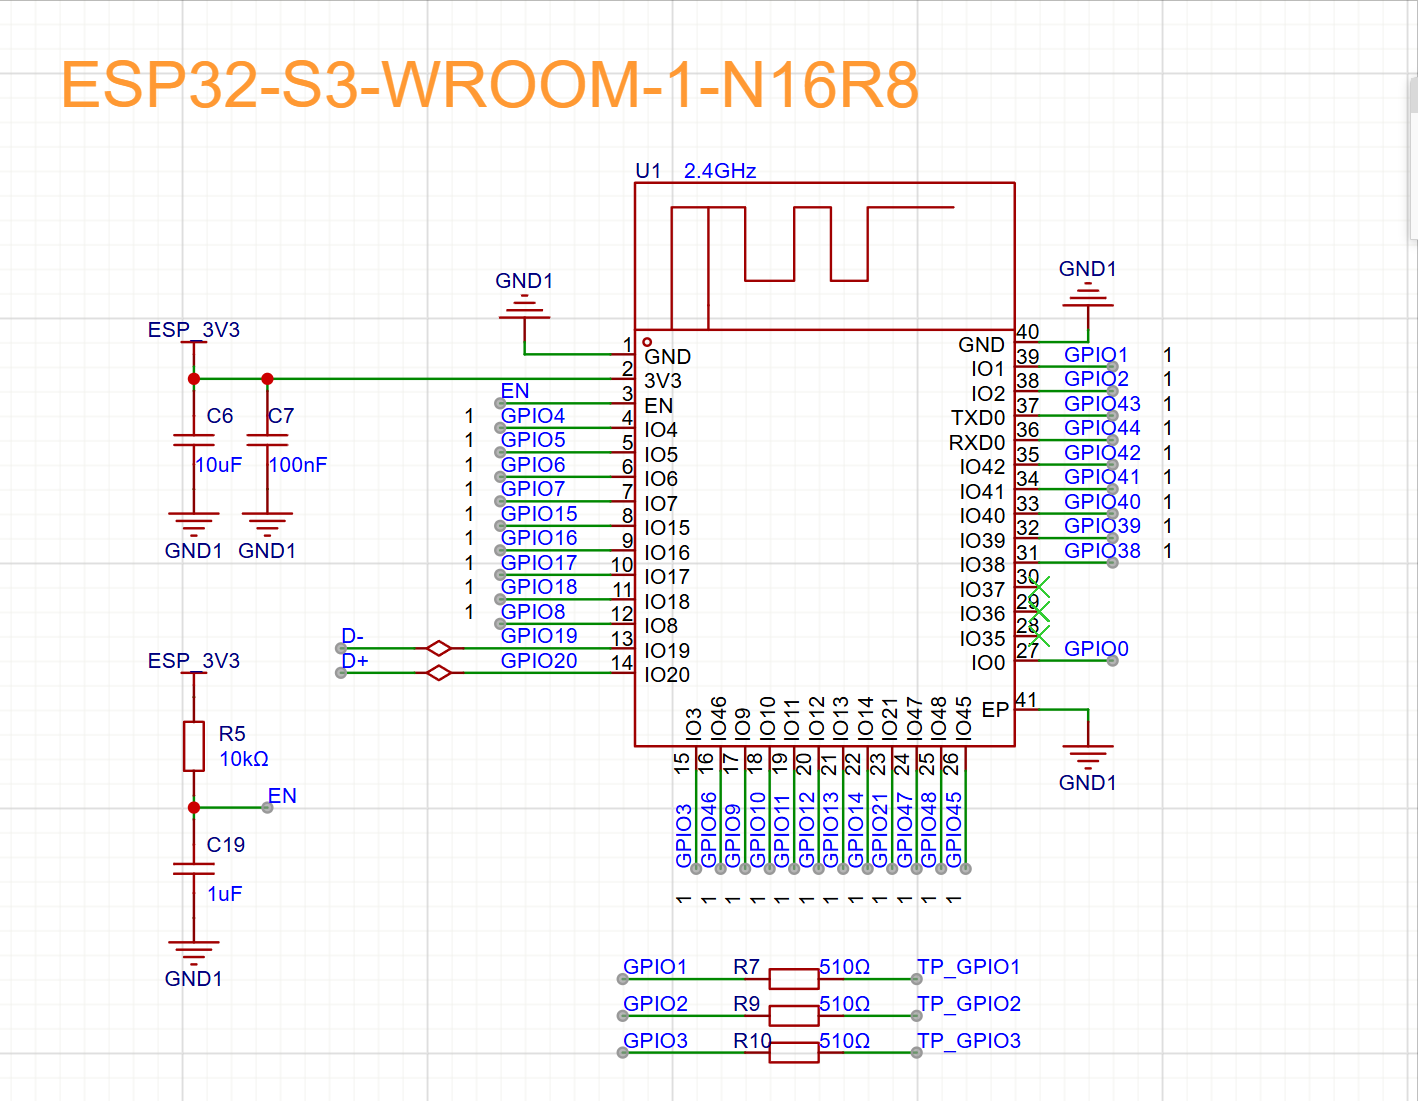 ESP32-S3-WROOM-1-N16R8
U1 2.4GHz
GND1
GND1
ESP_3V3
C6
10uF
C7
100nF
GND1 GND1
1 GND
2 3V3
EN 3 EN
1 GPIO4 4 IO4
1 GPIO5 5 IO5
1 GPIO6 6 IO6
1 GPIO7 7 IO7
1 GPIO15 8 IO15
1 GPIO16 9 IO16
1 GPIO17 10 IO17
1 GPIO18 11 IO18
1 GPIO8 12 IO8
D- GPIO19 13 IO19
D+ GPIO20 14 IO20
GND 40
IO1 39 GPIO1 1
IO2 38 GPIO2 1
TXD0 37 GPIO43 1
RXD0 36 GPIO44 1
IO42 35 GPIO42 1
IO41 34 GPIO41 1
IO40 33 GPIO40 1
IO39 32 GPIO39 1
IO38 31 GPIO38 1
IO37 30
IO36 29
IO35 28
IO0 27 GPIO0
EP 41
GND1
IO3 15 GPIO3 1
IO46 16 GPIO46 1
IO9 17 GPIO9 1
IO10 18 GPIO10 1
IO11 19 GPIO11 1
IO12 20 GPIO12 1
IO13 21 GPIO13 1
IO14 22 GPIO14 1
IO21 23 GPIO21 1
IO47 24 GPIO47 1
IO48 25 GPIO48 1
IO45 26 GPIO45 1
ESP_3V3
R5
10kΩ
EN
C19
1uF
GND1
GPIO1 R7 510Ω TP_GPIO1
GPIO2 R9 510Ω TP_GPIO2
GPIO3 R10 510Ω TP_GPIO3